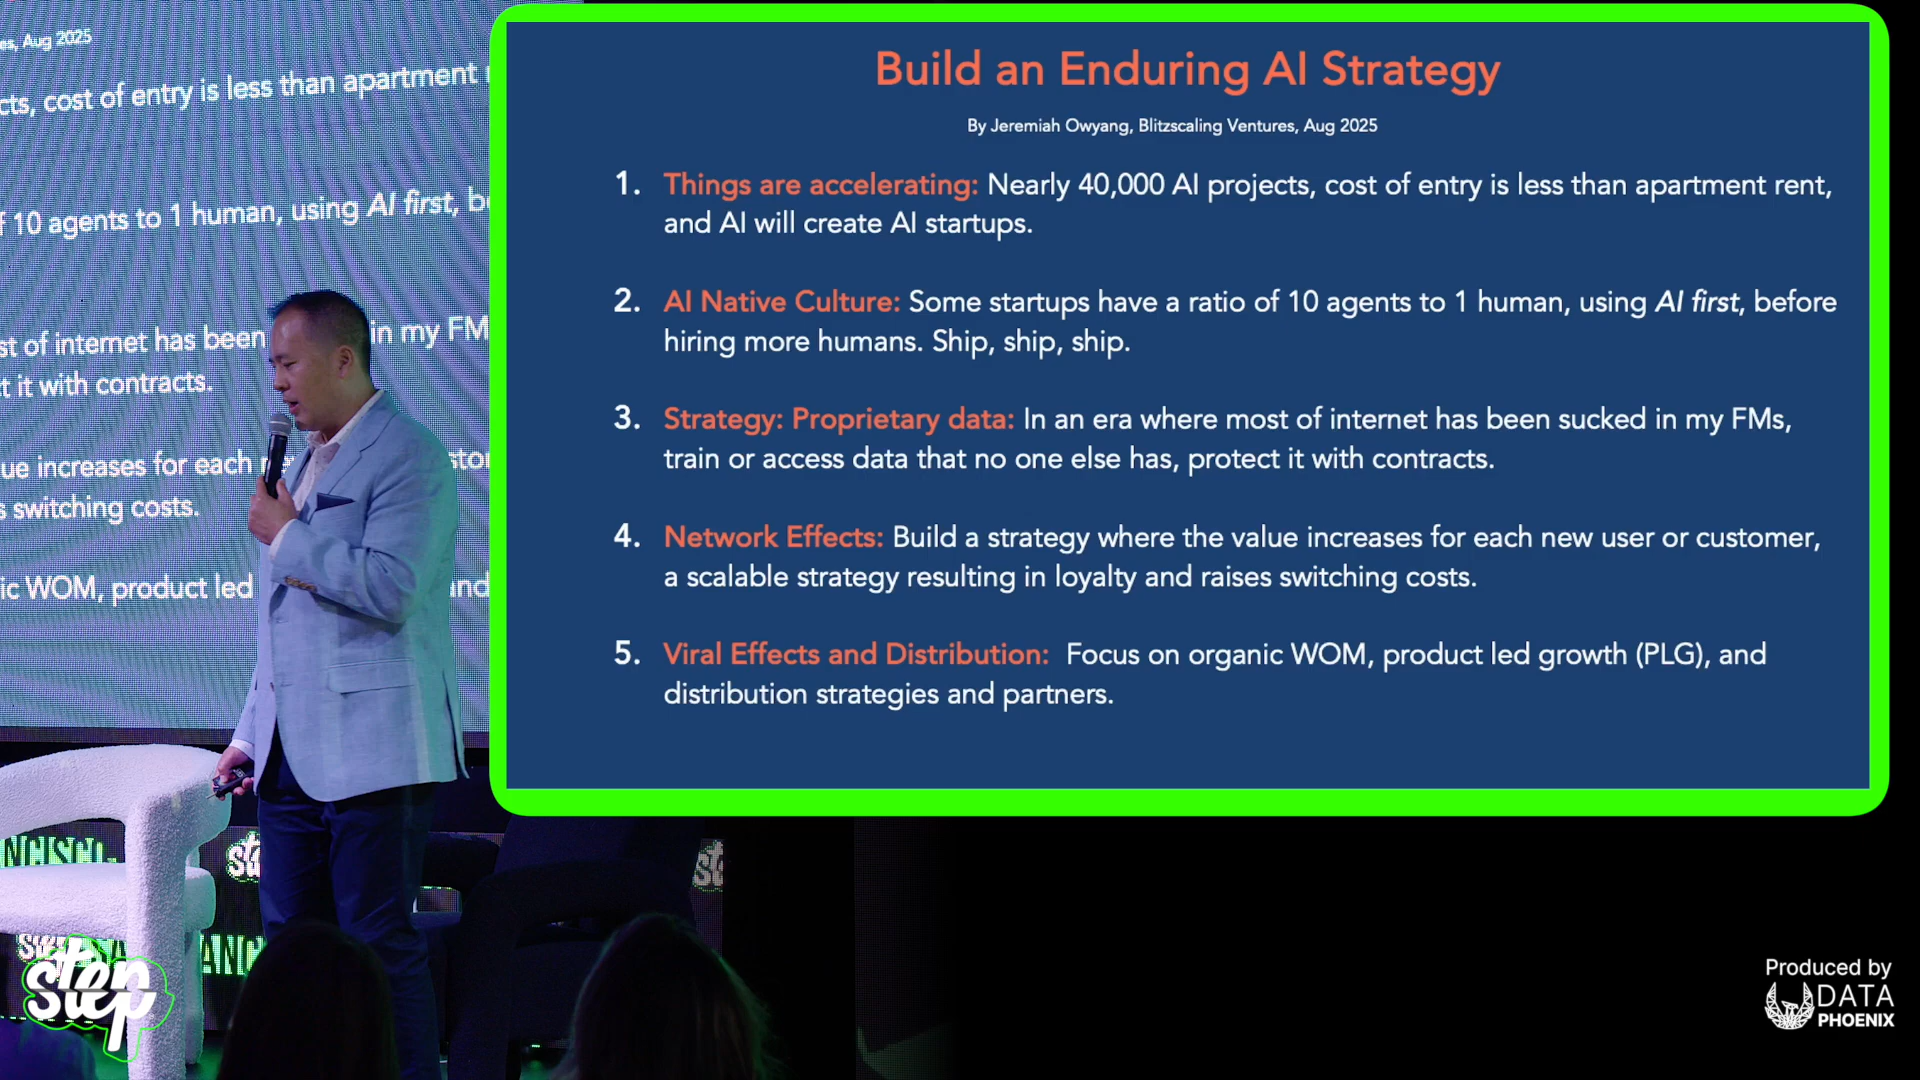 Build an Enduring AI Strategy
By Jeremiah Owyang, Blitzscaling Ventures, Aug 2025
1. Things are accelerating: Nearly 40,000 AI projects, cost of entry is less than apartment rent,
and AI will create AI startups.
2. AI Native Culture: Some startups have a ratio of 10 agents to 1 human, using AI first, before
hiring more humans. Ship, ship, ship.
3. Strategy: Proprietary data: In an era where most of internet has been sucked in my FMs,
train or access data that no one else has, protect it with contracts.
4. Network Effects: Build a strategy where the value increases for each new user or customer,
a scalable strategy resulting in loyalty and raises switching costs.
5. Viral Effects and Distribution: Focus on organic WOM, product led growth (PLG), and
distribution strategies and partners.
es, Aug 2025
cts, cost of entry is less than apartment
f 10 agents to 1 human, using AI first, be
st of internet has been in my FM
t it with contracts.
ue increases for each
s switching costs.
ic WOM, product led and
NCISCO
step
Produced by
DATA
PHOENIX